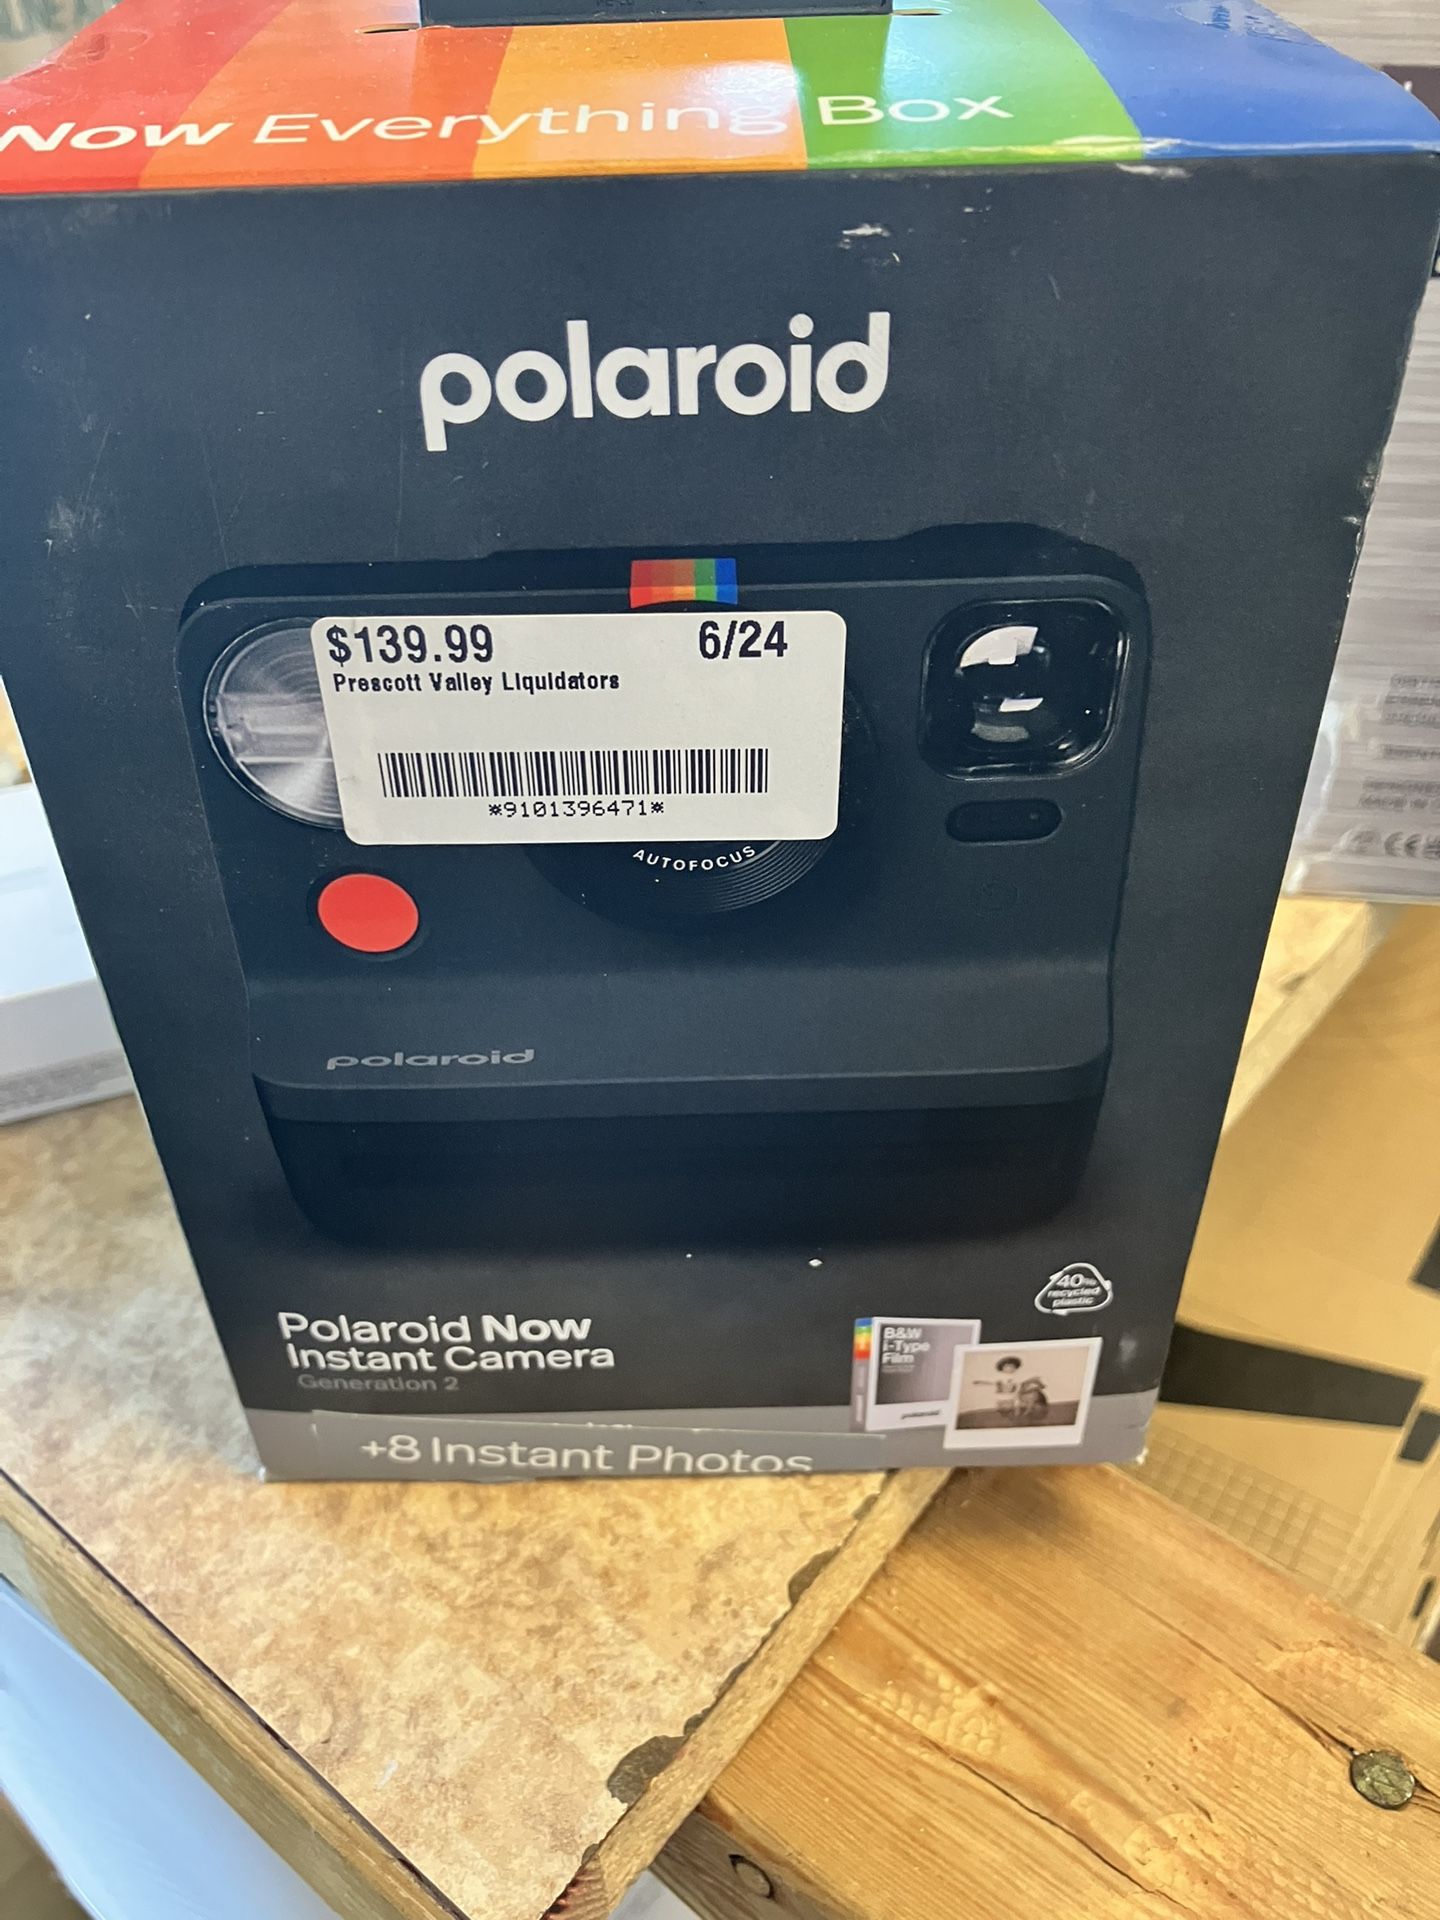 Now Everything Box
polaroid
$139.99 6/24
Prescott Valley Liquidators
*9101396471*
AUTOFOCUS
polaroid
Polaroid Now
Instant Camera
Generation 2
40%
recycled
plastic
B&W
i-Type
Film
polaroid
+8 Instant Photos